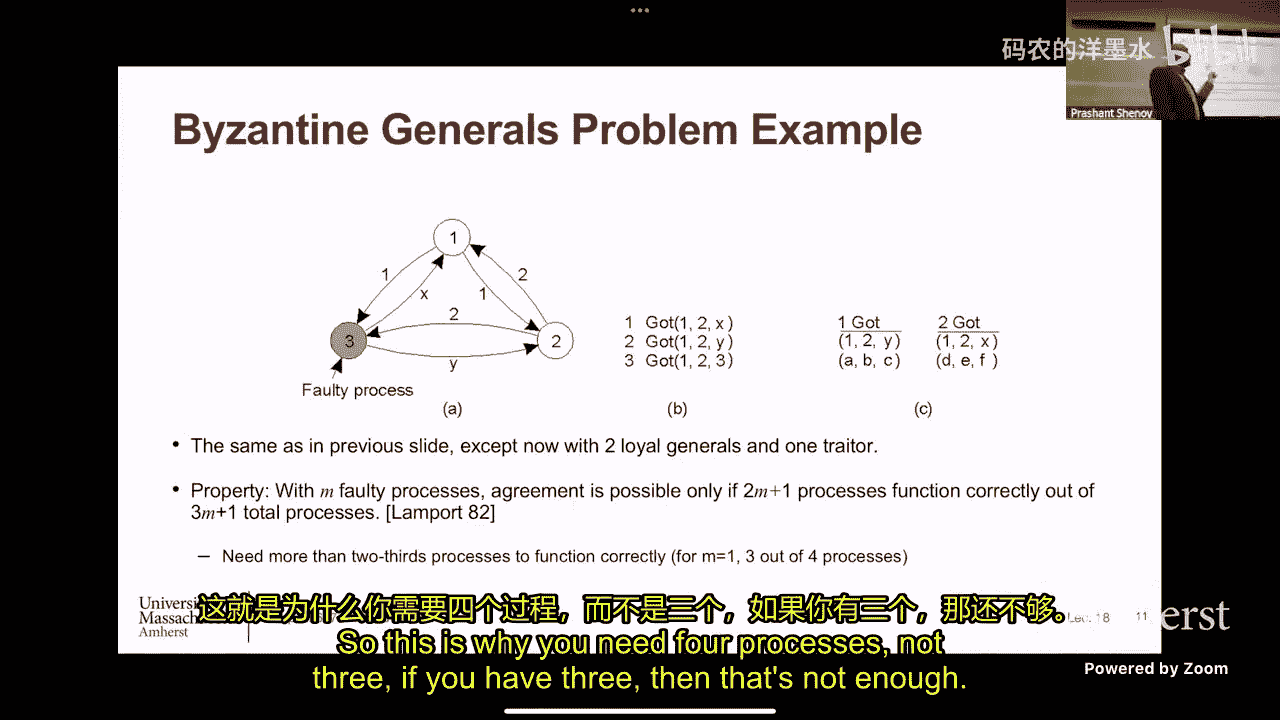 码农的洋墨水 bilibili
Prashant Shenoy
Byzantine Generals Problem Example
1
1
x
1
2
2
3
2
y
Faulty process
(a)
1 Got(1, 2, x )
2 Got(1, 2, y )
3 Got(1, 2, 3 )
(b)
1 Got
(1, 2, y )
(a, b, c )
2 Got
(1, 2, x )
(d, e, f )
(c)
• The same as in previous slide, except now with 2 loyal generals and one traitor.
• Property: With m faulty processes, agreement is possible only if 2m+1 processes function correctly out of
3m+1 total processes. [Lamport 82]
– Need more than two-thirds processes to function correctly (for m=1, 3 out of 4 processes)
Amherst
Lec. 18
11
erst
这就是为什么你需要四个过程，而不是三个，如果你有三个，那还不够。
So this is why you need four processes, not
three, if you have three, then that's not enough.
Powered by Zoom